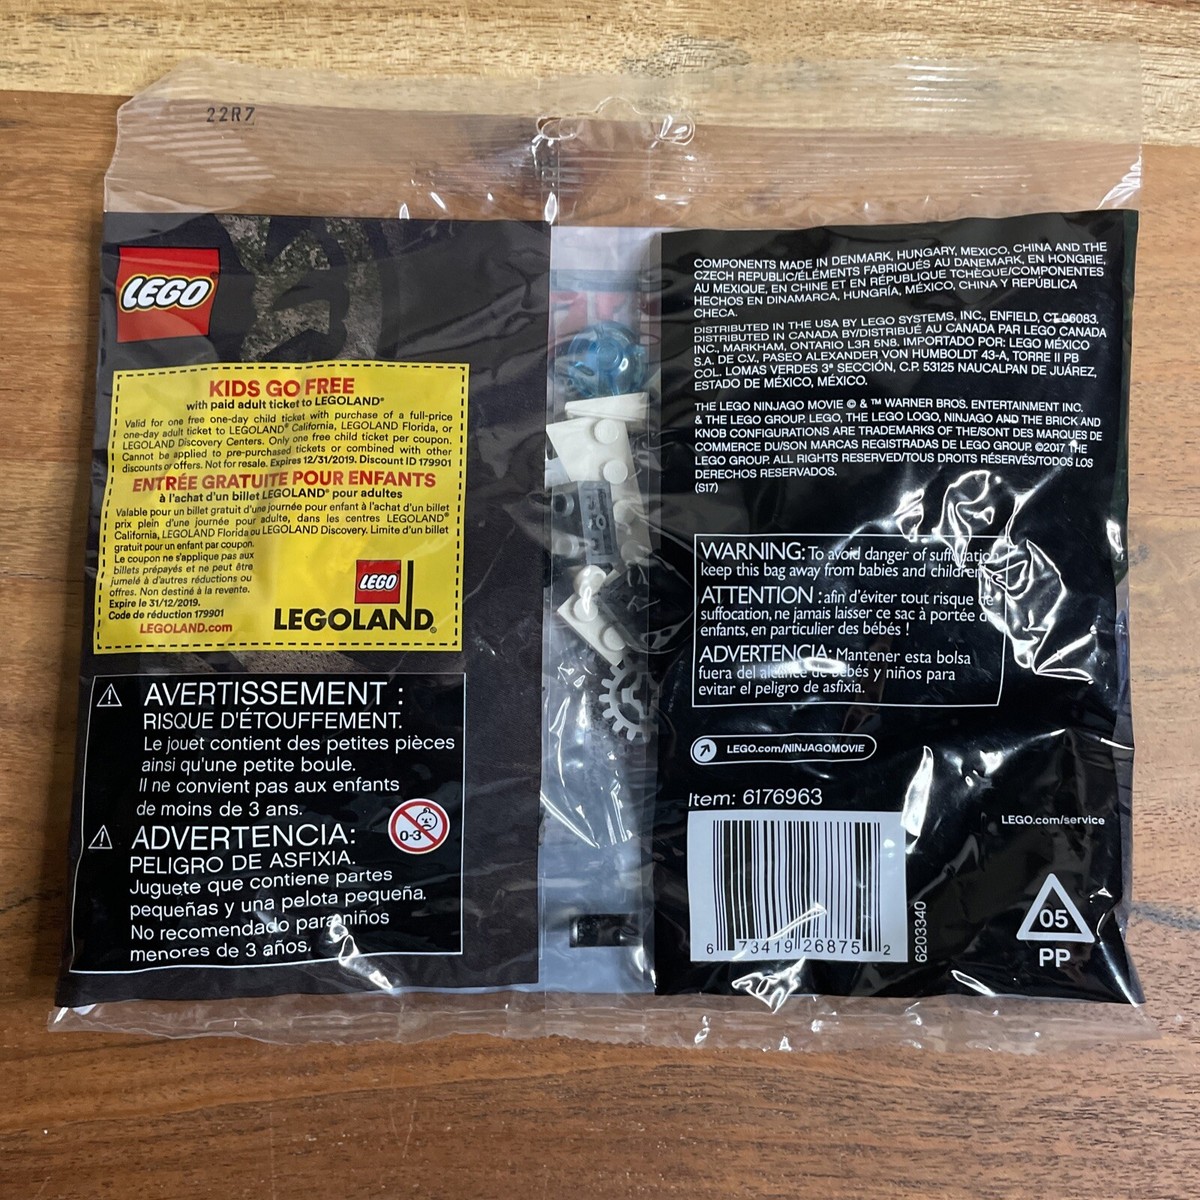 22R7
LEGO
KIDS GO FREE
with paid adult ticket to LEGOLAND®
Valid for one free one-day child ticket with purchase of a full-price
one-day adult ticket to LEGOLAND® California, LEGOLAND Florida, or
LEGOLAND Discovery Centers. Only one free child ticket per coupon.
Cannot be applied to pre-purchased tickets or combined with other
discounts or offers. Not for resale. Expires 12/31/2019. Discount ID 179901
ENTRÉE GRATUITE POUR ENFANTS
à l'achat d'un billet LEGOLAND® pour adultes
Valable pour un billet gratuit d'une journée pour enfant à l'achat d'un billet
prix plein d'une journée pour adulte, dans les centres LEGOLAND®
California, LEGOLAND Florida ou LEGOLAND Discovery. Limite d'un billet
gratuit pour un enfant par coupon.
Le coupon ne s'applique pas aux
billets prépayés et ne peut être
jumelé à d'autres réductions ou
offres. Non destiné à la revente.
Expire le 31/12/2019.
Code de réduction 179901
LEGOLAND.com
LEGO
LEGOLAND®
AVERTISSEMENT :
RISQUE D'ÉTOUFFEMENT.
Le jouet contient des petites pièces
ainsi qu'une petite boule.
Il ne convient pas aux enfants
de moins de 3 ans.
ADVERTENCIA:
PELIGRO DE ASFIXIA.
Juguete que contiene partes
pequeñas y una pelota pequeña.
No recomendado para niños
menores de 3 años.
0-3
COMPONENTS MADE IN DENMARK, HUNGARY, MEXICO, CHINA AND THE
CZECH REPUBLIC/ÉLÉMENTS FABRIQUÉS AU DANEMARK, EN HONGRIE,
AU MEXIQUE, EN CHINE ET EN RÉPUBLIQUE TCHÈQUE/COMPONENTES
HECHOS EN DINAMARCA, HUNGRÍA, MÉXICO, CHINA Y REPÚBLICA
CHECA.
DISTRIBUTED IN THE USA BY LEGO SYSTEMS, INC., ENFIELD, CT 06083.
DISTRIBUTED IN CANADA BY/DISTRIBUÉ AU CANADA PAR LEGO CANADA
INC., MARKHAM, ONTARIO L3R 5N8. IMPORTADO POR: LEGO MÉXICO
S.A. DE C.V., PASEO ALEXANDER VON HUMBOLDT 43-A, TORRE II PB
COL. LOMAS VERDES 3ª SECCIÓN, C.P. 53125 NAUCALPAN DE JUÁREZ,
ESTADO DE MÉXICO, MÉXICO.
THE LEGO NINJAGO MOVIE © & ™ WARNER BROS. ENTERTAINMENT INC.
& THE LEGO GROUP. LEGO, THE LEGO LOGO, NINJAGO AND THE BRICK AND
KNOB CONFIGURATIONS ARE TRADEMARKS OF THE/SONT DES MARQUES DE
COMMERCE DU/SON MARCAS REGISTRADAS DE LEGO GROUP. ©2017 THE
LEGO GROUP. ALL RIGHTS RESERVED/TOUS DROITS RÉSERVÉS/TODOS LOS
DERECHOS RESERVADOS.
(S17)
WARNING: To avoid danger of suffocation
keep this bag away from babies and children.
ATTENTION : afin d'éviter tout risque de
suffocation, ne jamais laisser ce sac à portée des
enfants, en particulier des bébés !
ADVERTENCIA: Mantener esta bolsa
fuera del alcance de bebés y niños para
evitar el peligro de asfixia.
LEGO.com/NINJAGOMOVIE
Item: 6176963
6 73419 26875 2
6203340
LEGO.com/service
05
PP